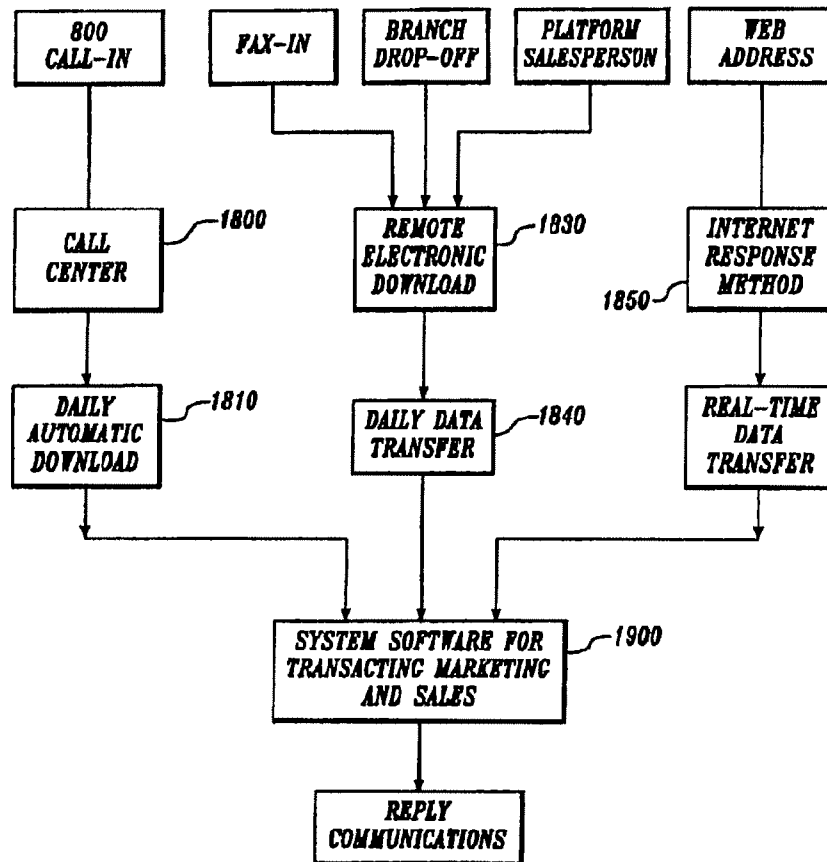 800
CALL-IN
FAX-IN
BRANCH
DROP-OFF
PLATFORM
SALESPERSON
WEB
ADDRESS
CALL
CENTER
1800
REMOTE
ELECTRONIC
DOWNLOAD
1830
INTERNET
RESPONSE
METHOD
1850
DAILY
AUTOMATIC
DOWNLOAD
1810
DAILY DATA
TRANSFER
1840
REAL-TIME
DATA
TRANSFER
SYSTEM SOFTWARE FOR
TRANSACTING MARKETING
AND SALES
1900
REPLY
COMMUNICATIONS